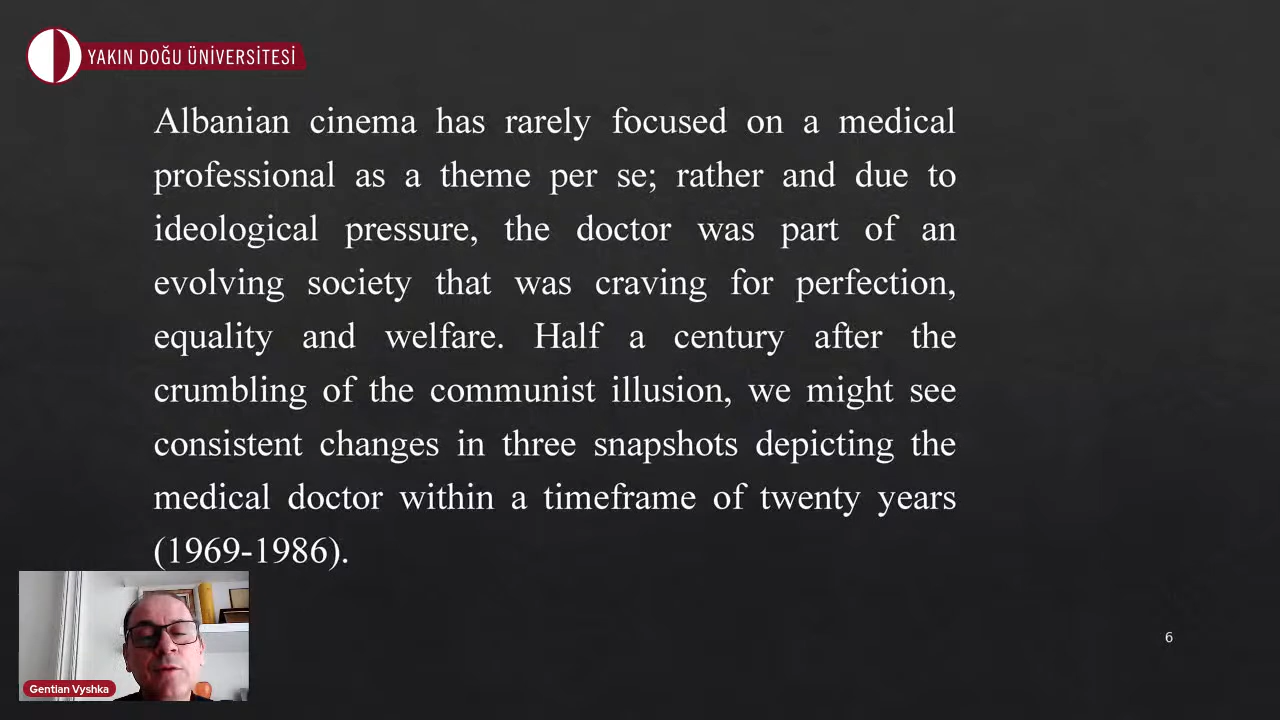 YAKIN DOĞU ÜNİVERSİTESİ
Albanian cinema has rarely focused on a medical
professional as a theme per se; rather and due to
ideological pressure, the doctor was part of an
evolving society that was craving for perfection,
equality and welfare. Half a century after the
crumbling of the communist illusion, we might see
consistent changes in three snapshots depicting the
medical doctor within a timeframe of twenty years
(1969-1986).
6
Gentian Vyshka